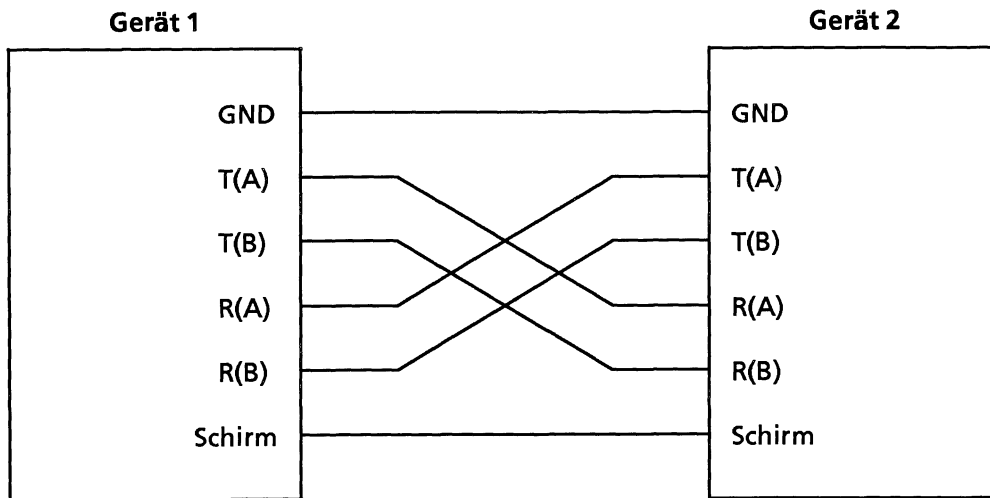 Gerät 1
Gerät 2
GND
GND
T(A)
T(A)
T(B)
T(B)
R(A)
R(A)
R(B)
R(B)
Schirm
Schirm